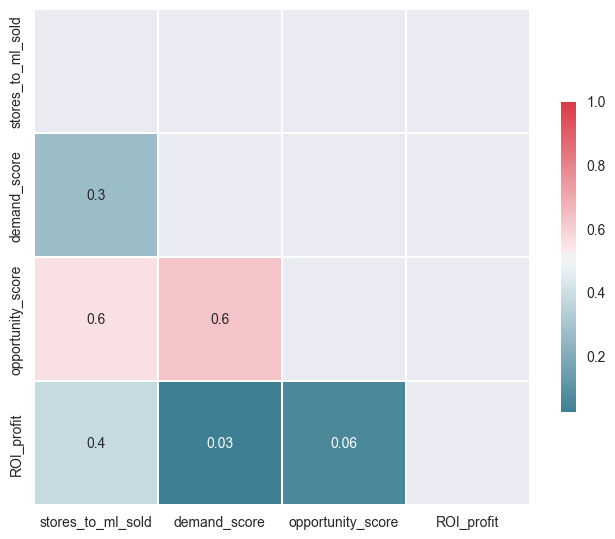 stores_to_ml_sold
demand_score
0.3
opportunity_score
0.6 0.6
ROI_profit
0.4 0.03 0.06
stores_to_ml_sold demand_score opportunity_score ROI_profit
1.0
0.8
0.6
0.4
0.2